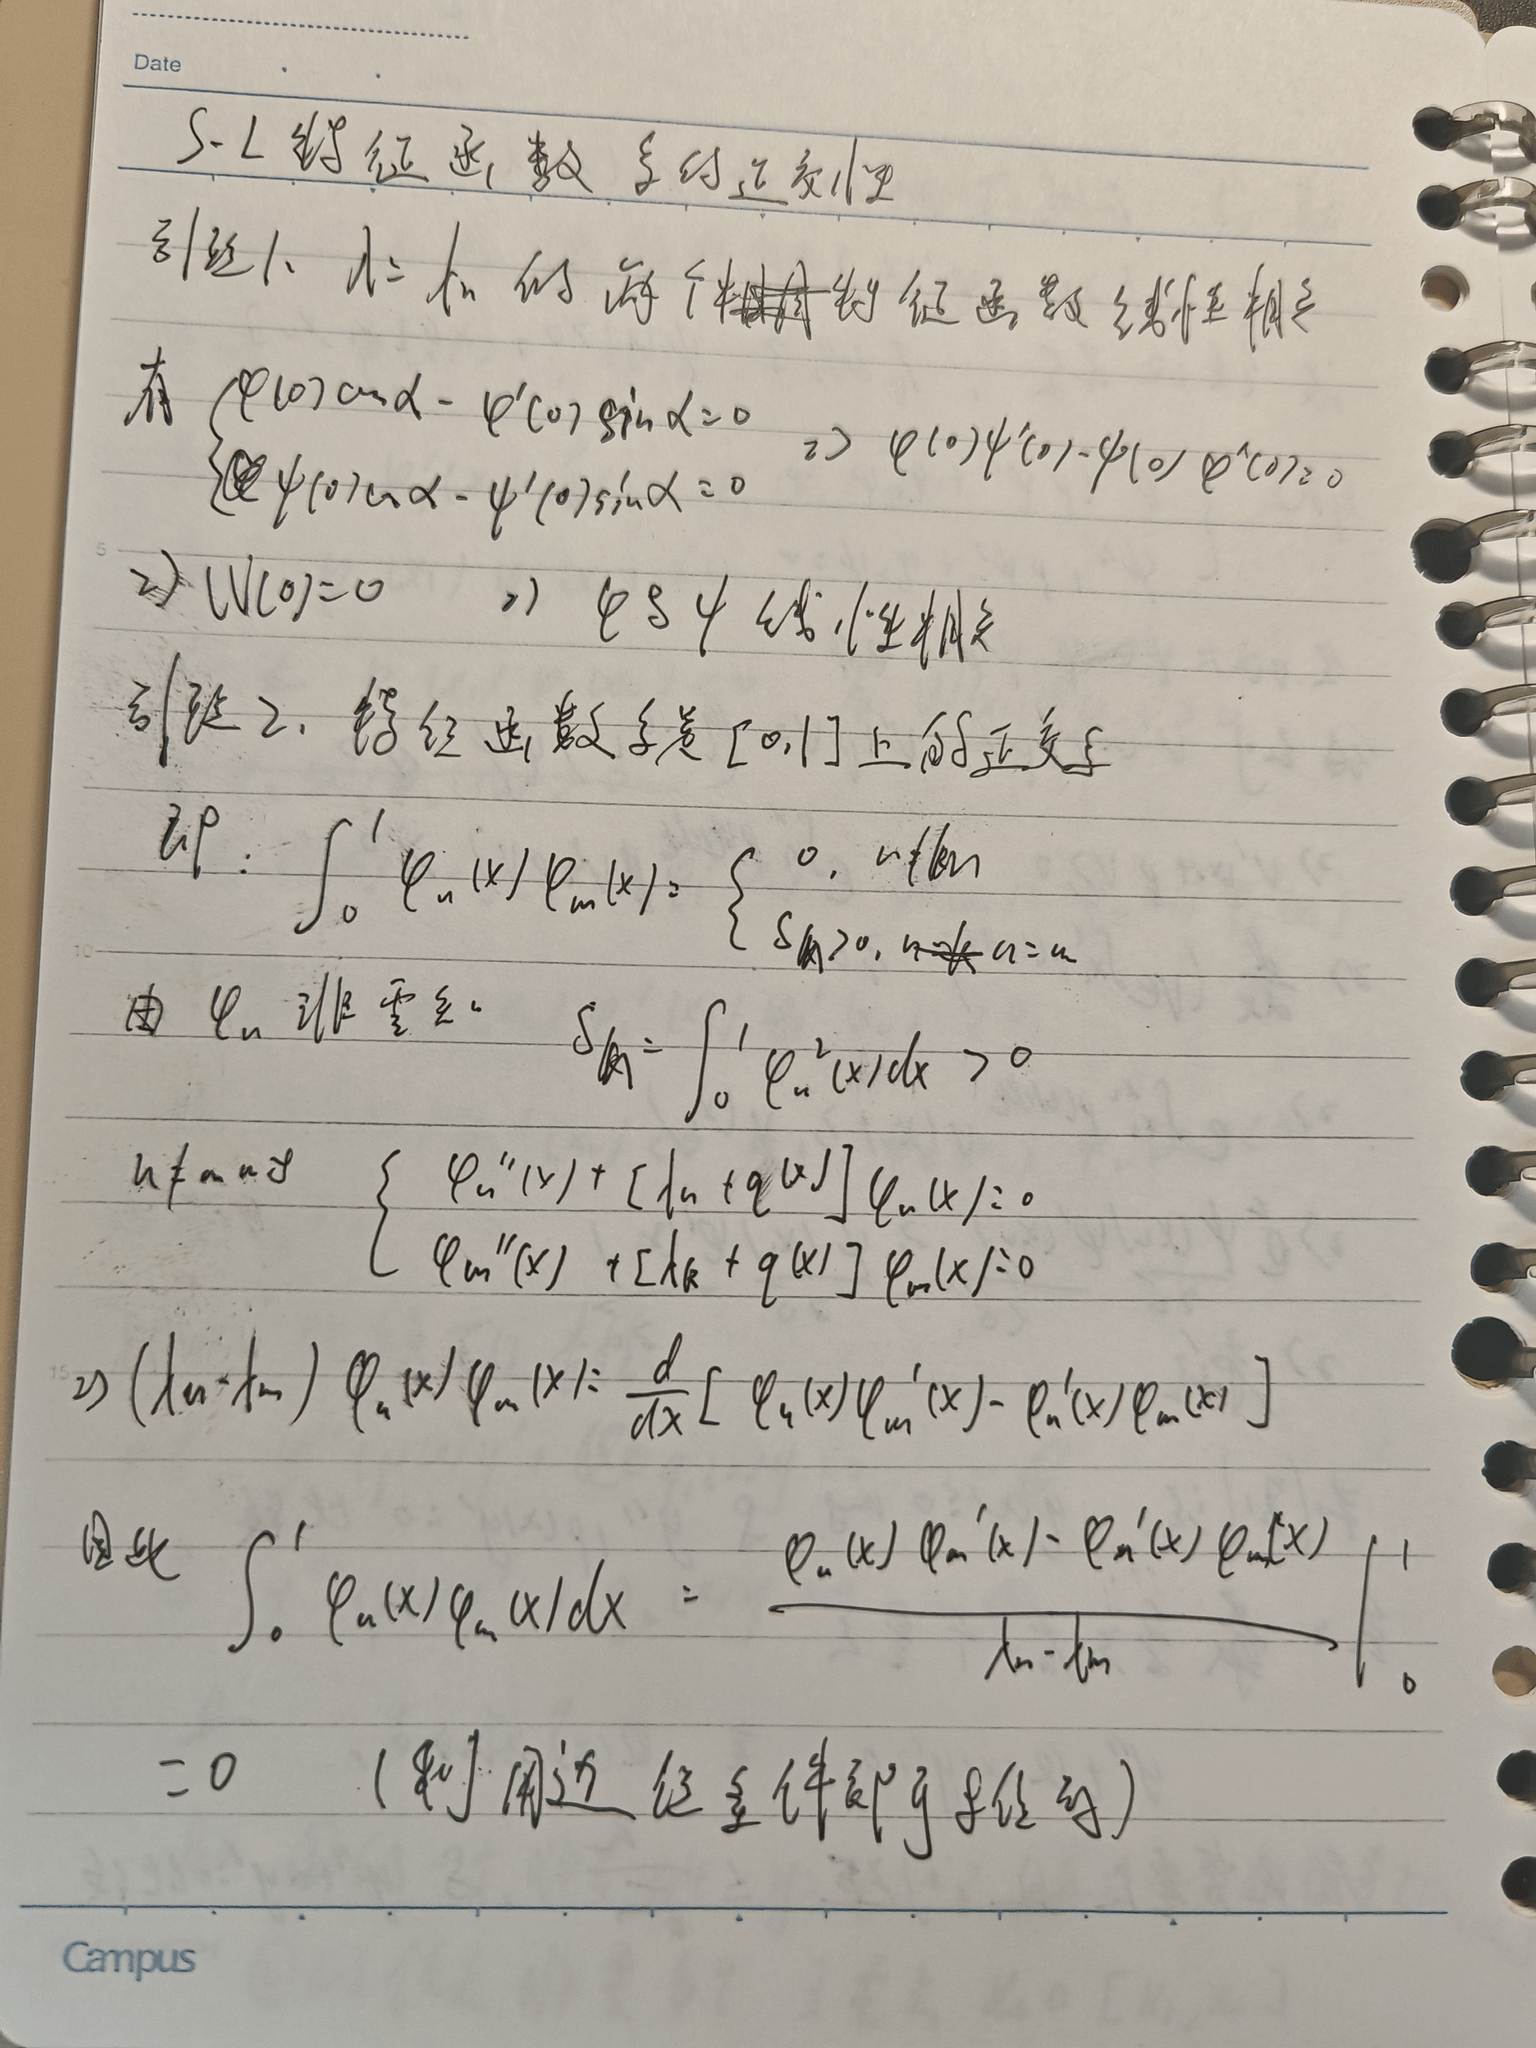 Date
S-L 特征函数系的正交性
引理1、λ=λn 的两个特征函数线性相关
有 { φ(0)cosα - φ'(0)sinα=0
ψ(0)cosα - ψ'(0)sinα=0 => φ(0)ψ'(0)-ψ(0)φ'(0)=0
=> W(0)=0 => φ与ψ线性相关
引理2、特征函数系是[0,1]上的正交系
即: ∫₀¹ φn(x)φm(x)= { 0, n≠m
δn>0, n=m
由 φn 非零知 δn = ∫₀¹ φn²(x)dx > 0
n≠m时 { φn''(x)+[λn+q(x)]φn(x)=0
φm''(x)+[λk+q(x)]φm(x)=0
=> (λn-λm)φn(x)φm(x)= d/dx[φn(x)φm'(x)-φn'(x)φm(x)]
因此 ∫₀¹ φn(x)φm(x)dx = φn(x)φm'(x)-φn'(x)φm(x) / λn-λm |₀¹
=0 (利用边值条件即可得)
Campus